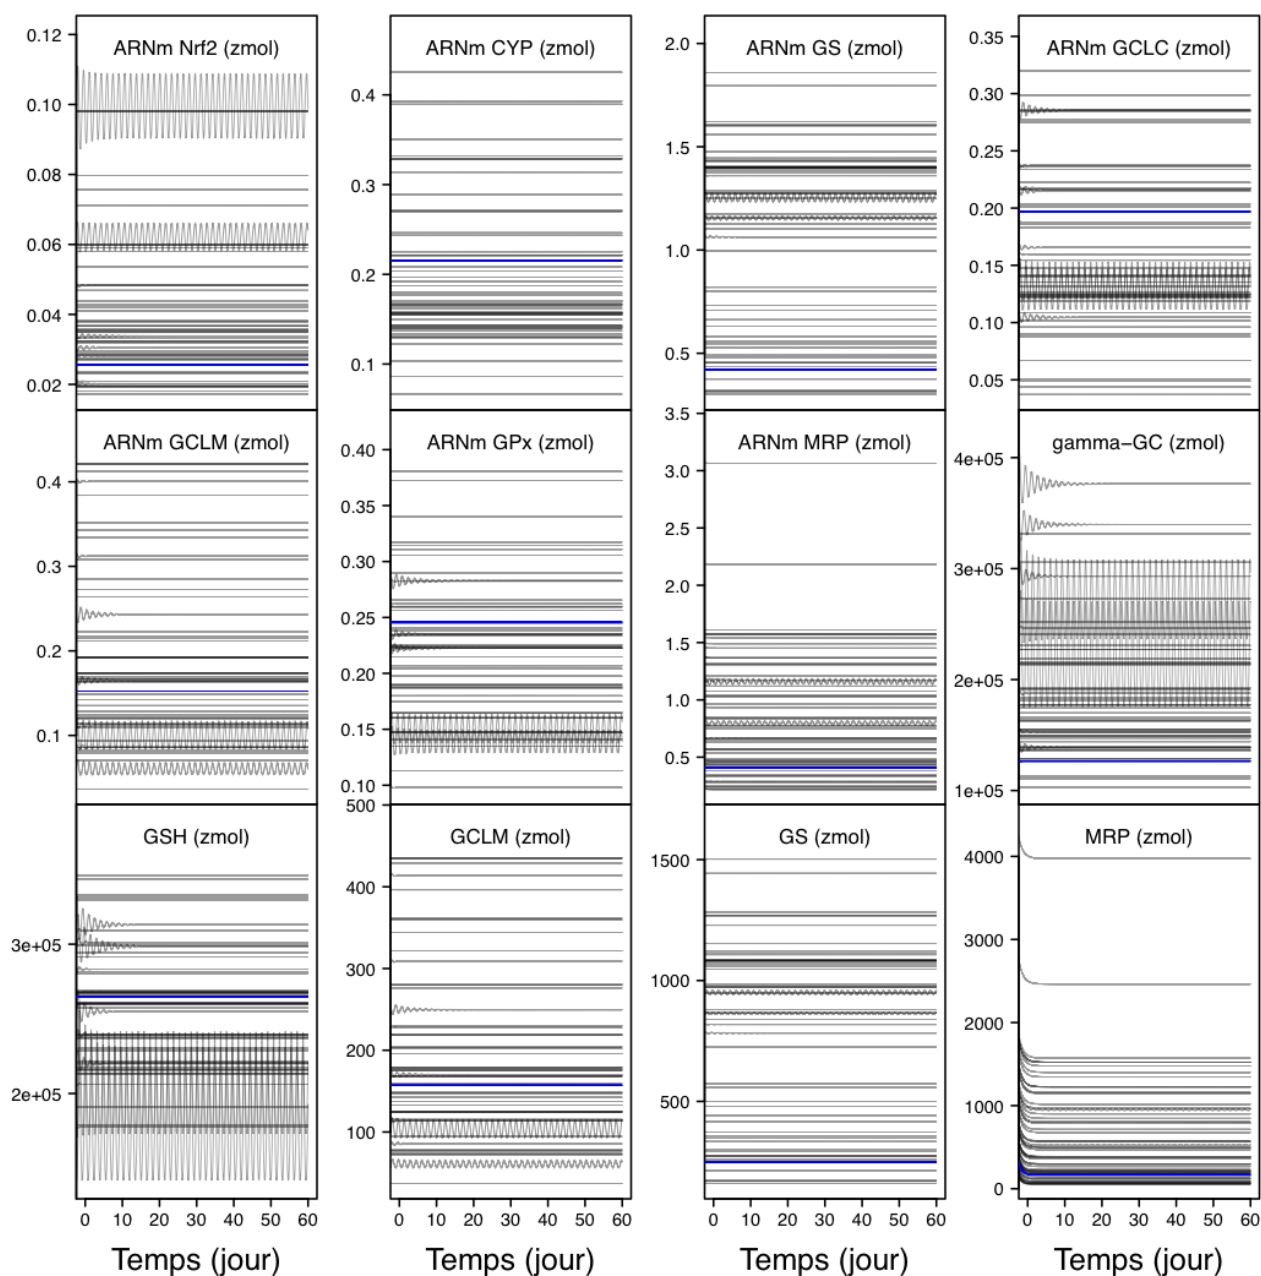 ARNm Nrf2 (zmol)
0.12
0.10
0.08
0.06
0.04
0.02
ARNm CYP (zmol)
0.4
0.3
0.2
0.1
ARNm GS (zmol)
2.0
1.5
1.0
0.5
ARNm GCLC (zmol)
0.35
0.30
0.25
0.20
0.15
0.10
0.05
ARNm GCLM (zmol)
0.4
0.3
0.2
0.1
ARNm GPx (zmol)
0.40
0.35
0.30
0.25
0.20
0.15
0.10
ARNm MRP (zmol)
3.5
3.0
2.5
2.0
1.5
1.0
0.5
gamma−GC (zmol)
4e+05
3e+05
2e+05
1e+05
GSH (zmol)
3e+05
2e+05
0 10 20 30 40 50 60
Temps (jour)
GCLM (zmol)
500
400
300
200
100
0 10 20 30 40 50 60
Temps (jour)
GS (zmol)
1500
1000
500
0 10 20 30 40 50 60
Temps (jour)
MRP (zmol)
4000
3000
2000
1000
0
0 10 20 30 40 50 60
Temps (jour)